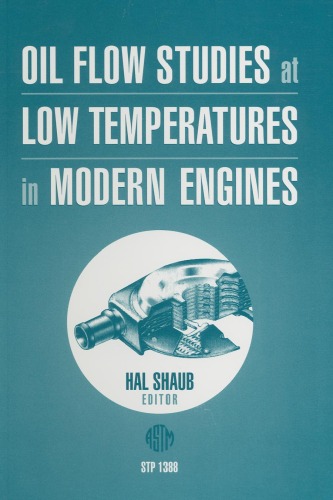 OIL FLOW STUDIES at
LOW TEMPERATURES
in MODERN ENGINES
HAL SHAUB
EDITOR
ASTM
STP 1388